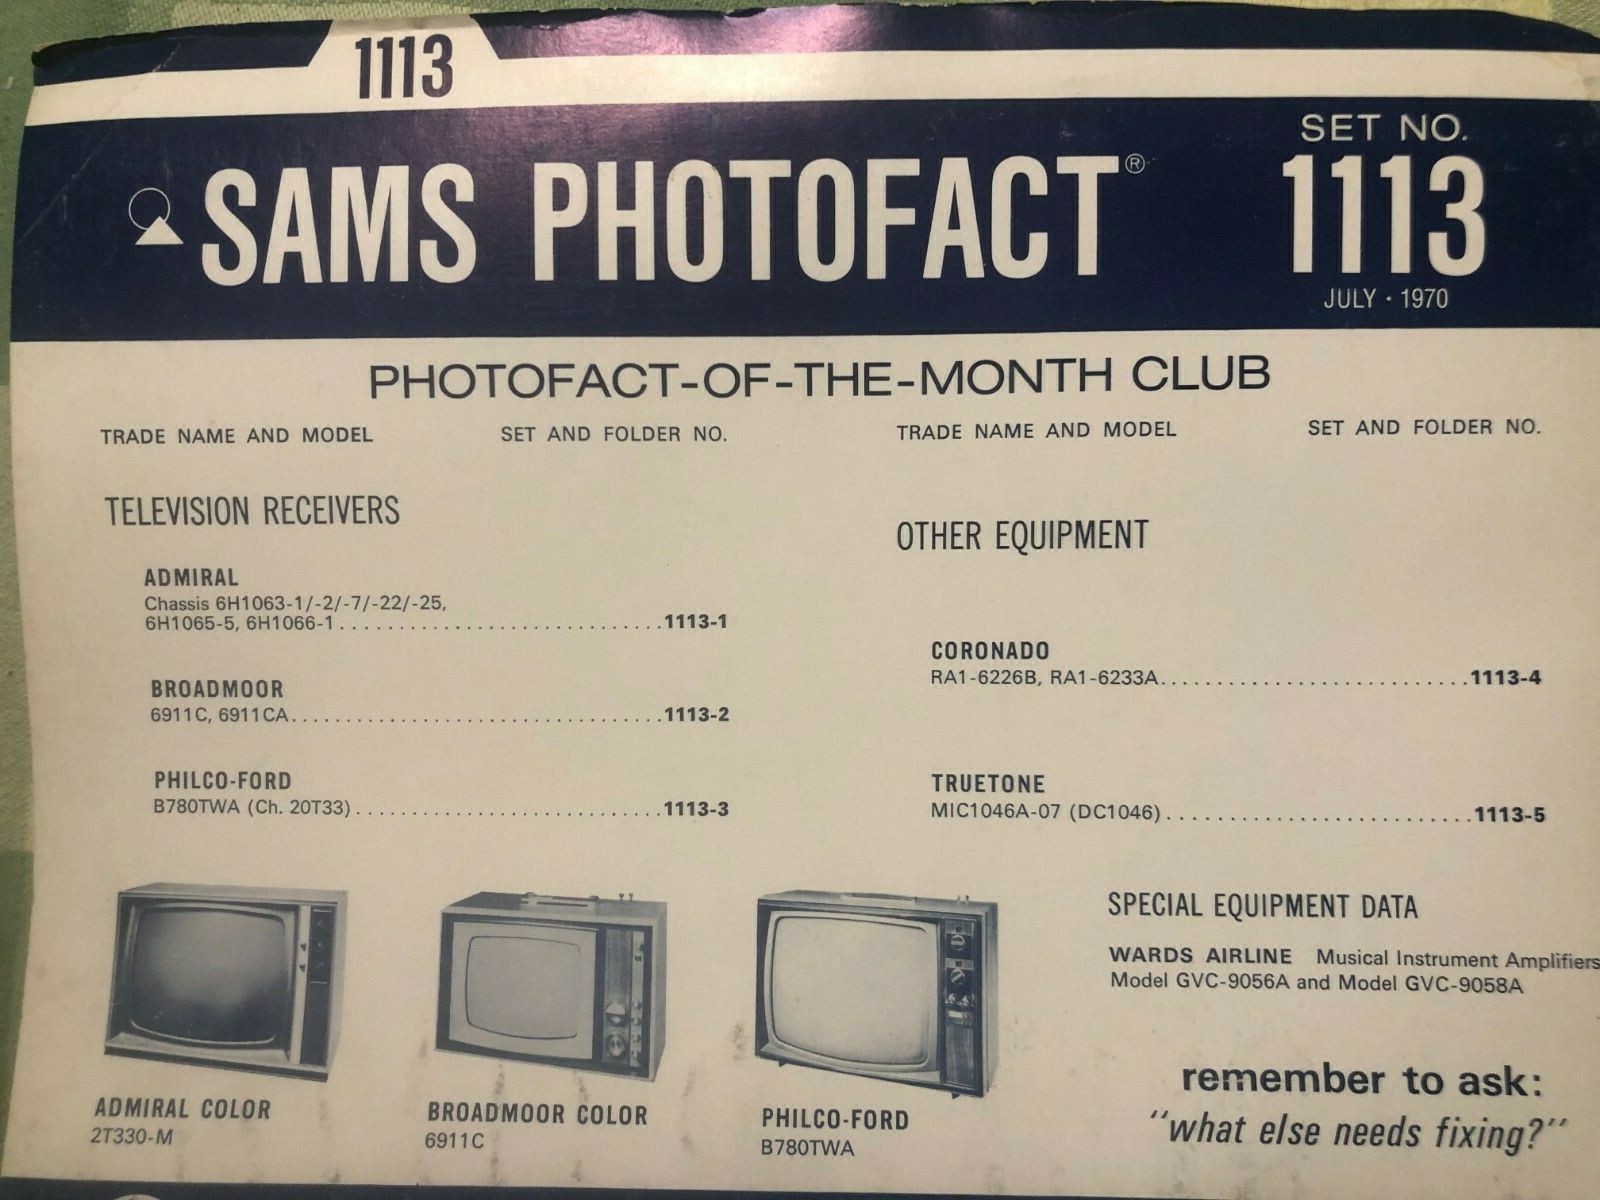 1113
SET NO.
SAMS PHOTOFACT®
1113
JULY · 1970
PHOTOFACT-OF-THE-MONTH CLUB
TRADE NAME AND MODEL SET AND FOLDER NO.
TELEVISION RECEIVERS
ADMIRAL
Chassis 6H1063-1/-2/-7/-22/-25,
6H1065-5, 6H1066-1............................1113-1
BROADMOOR
6911C, 6911CA................................1113-2
PHILCO-FORD
B780TWA (Ch. 20T33)..........................1113-3
TRADE NAME AND MODEL SET AND FOLDER NO.
OTHER EQUIPMENT
CORONADO
RA1-6226B, RA1-6233A..........................1113-4
TRUETONE
MIC1046A-07 (DC1046)..........................1113-5
ADMIRAL COLOR
2T330-M
BROADMOOR COLOR
6911C
PHILCO-FORD
B780TWA
SPECIAL EQUIPMENT DATA
WARDS AIRLINE Musical Instrument Amplifiers
Model GVC-9056A and Model GVC-9058A
remember to ask:
"what else needs fixing?"